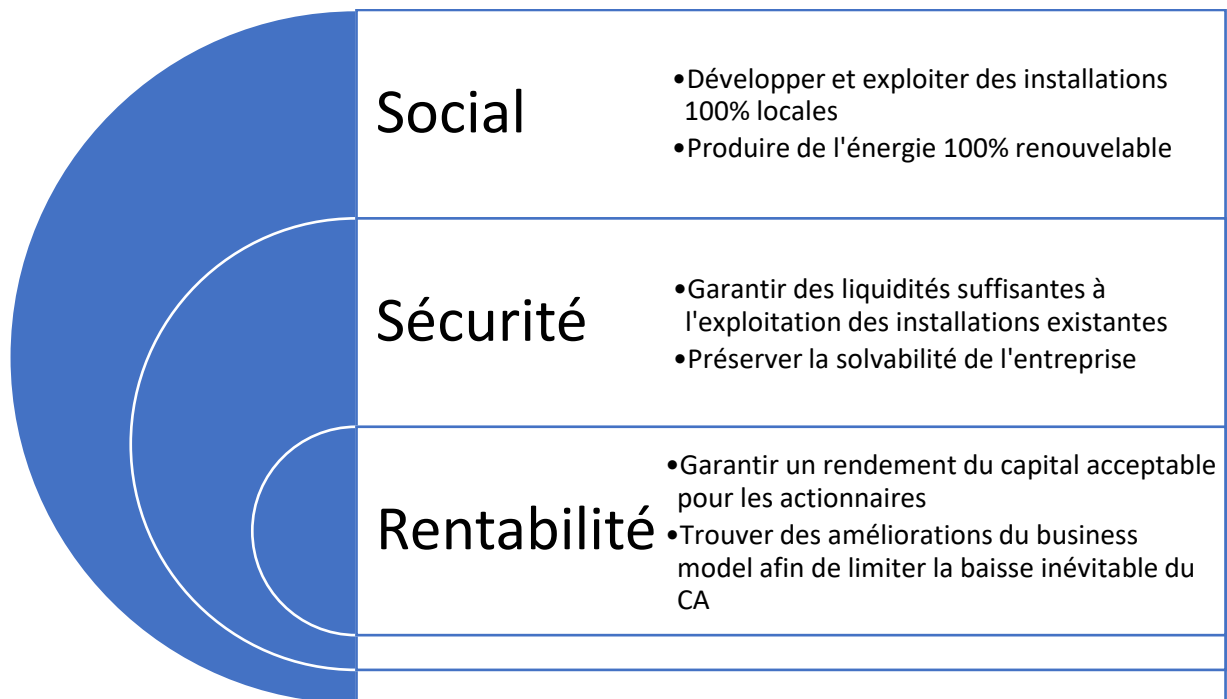 Social
•Développer et exploiter des installations
100% locales
•Produire de l'énergie 100% renouvelable
Sécurité
•Garantir des liquidités suffisantes à
l'exploitation des installations existantes
•Préserver la solvabilité de l'entreprise
Rentabilité
•Garantir un rendement du capital acceptable
pour les actionnaires
•Trouver des améliorations du business
model afin de limiter la baisse inévitable du
CA